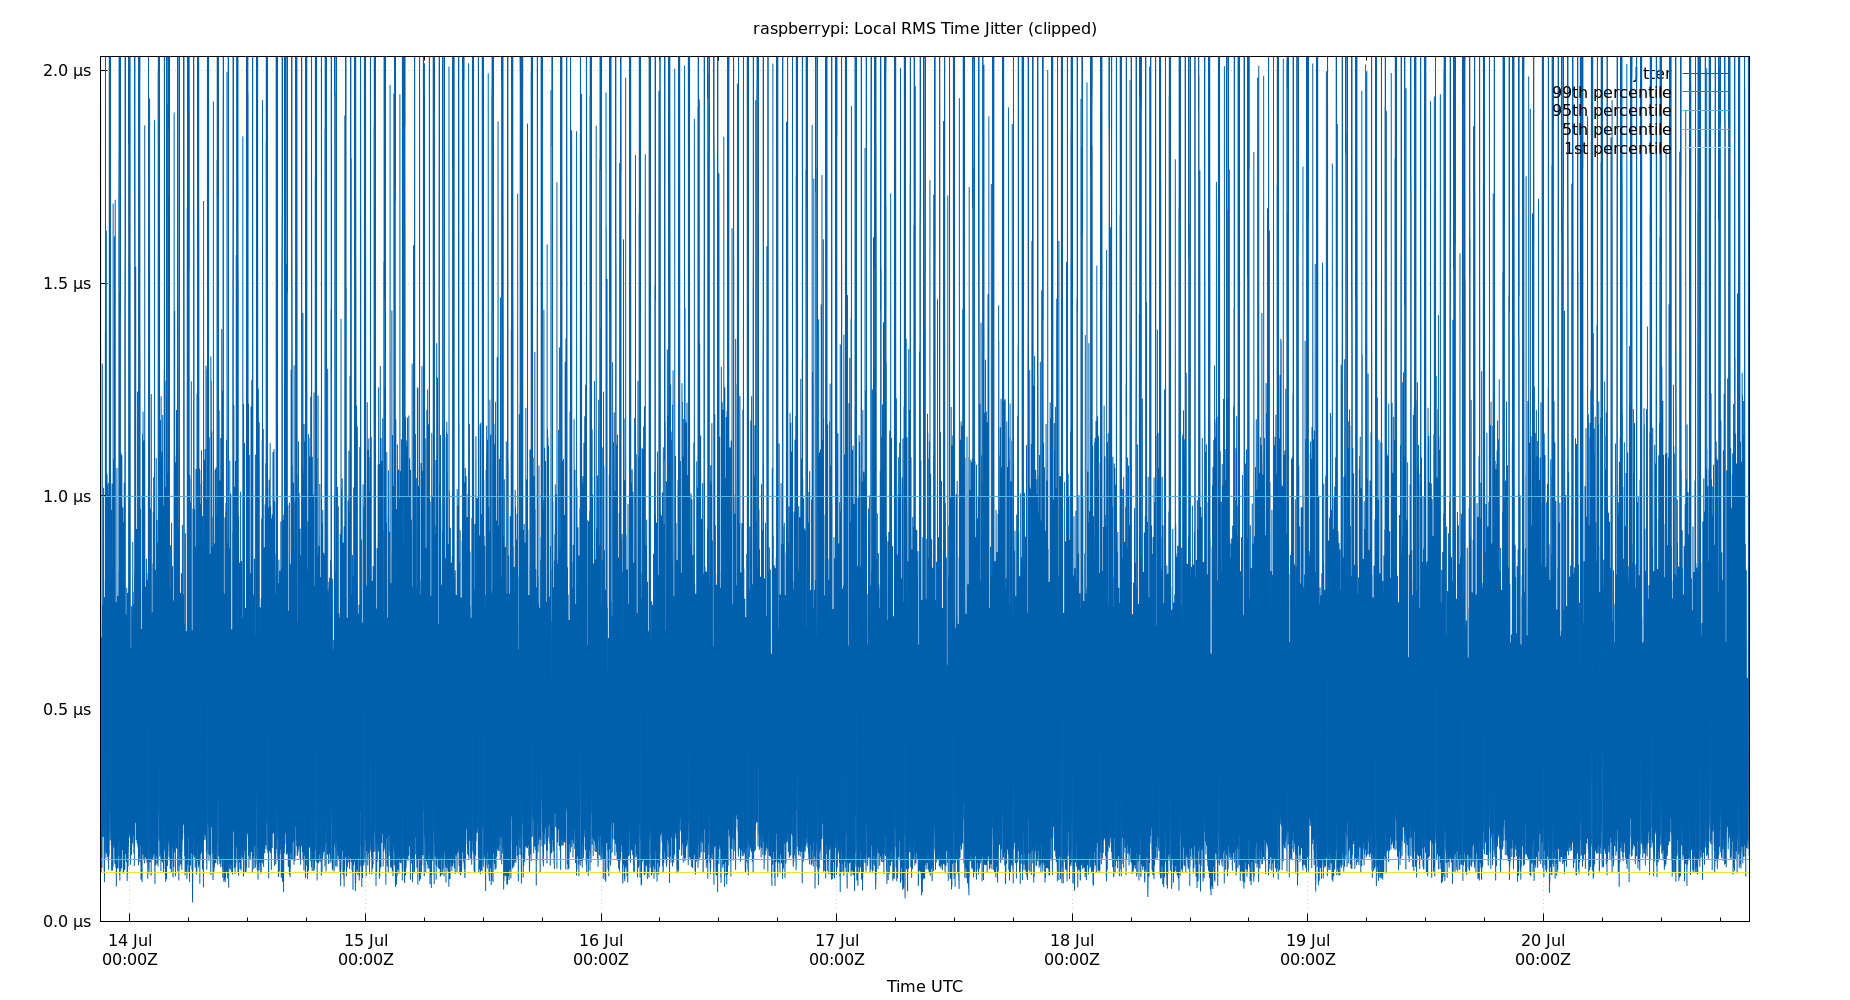 raspberrypi: Local RMS Time Jitter (clipped)
2.0 µs
1.5 µs
1.0 µs
0.5 µs
0.0 µs
jitter
99th percentile
95th percentile
5th percentile
1st percentile
14 Jul
00:00Z
15 Jul
00:00Z
16 Jul
00:00Z
17 Jul
00:00Z
18 Jul
00:00Z
19 Jul
00:00Z
20 Jul
00:00Z
Time UTC